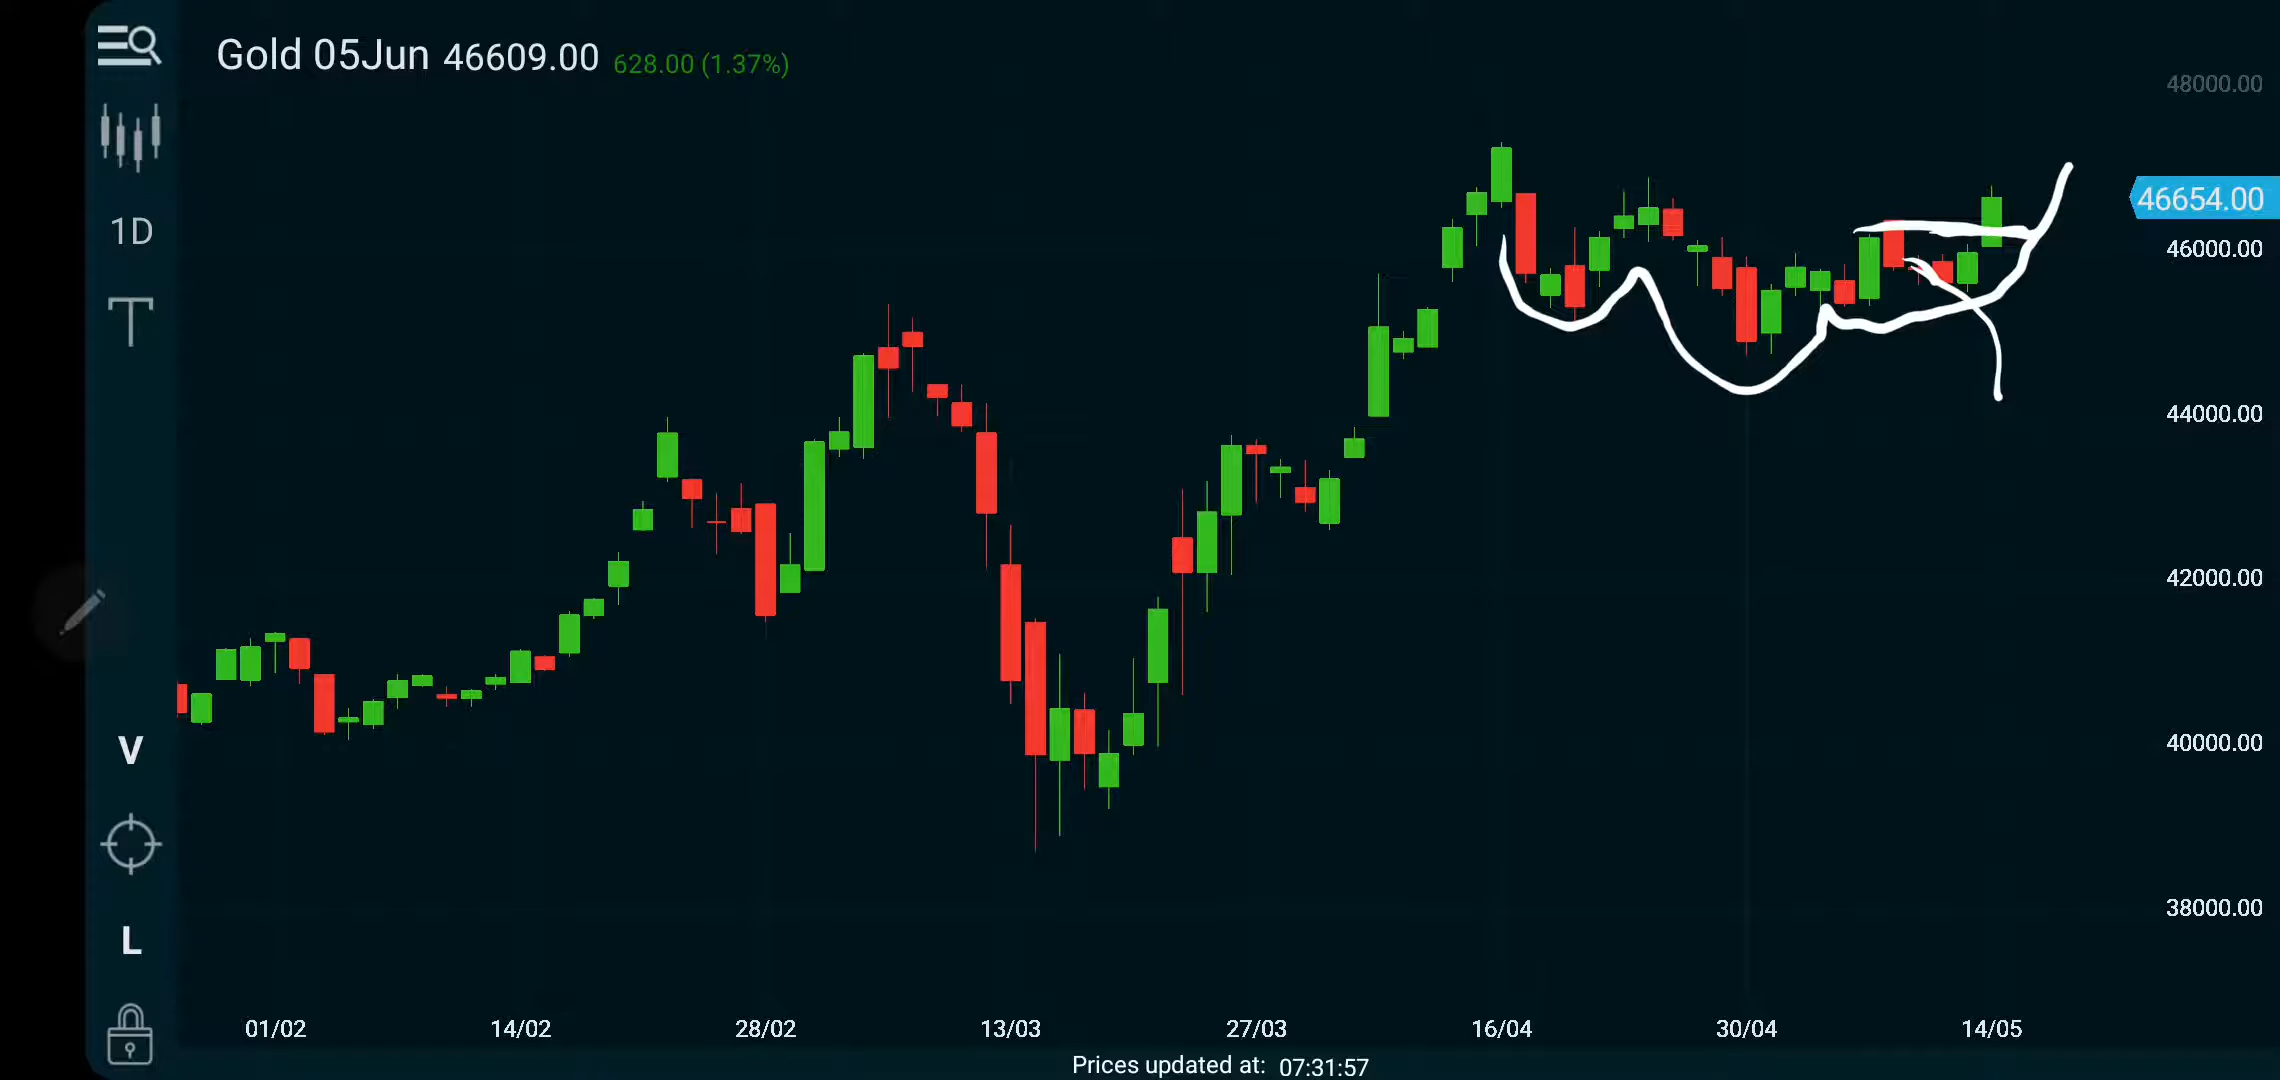 Gold 05Jun 46609.00 628.00 (1.37%)
48000.00
46654.00
1D
46000.00
T
44000.00
42000.00
V
40000.00
38000.00
L
01/02 14/02 28/02 13/03 27/03 16/04 30/04 14/05
Prices updated at: 07:31:57